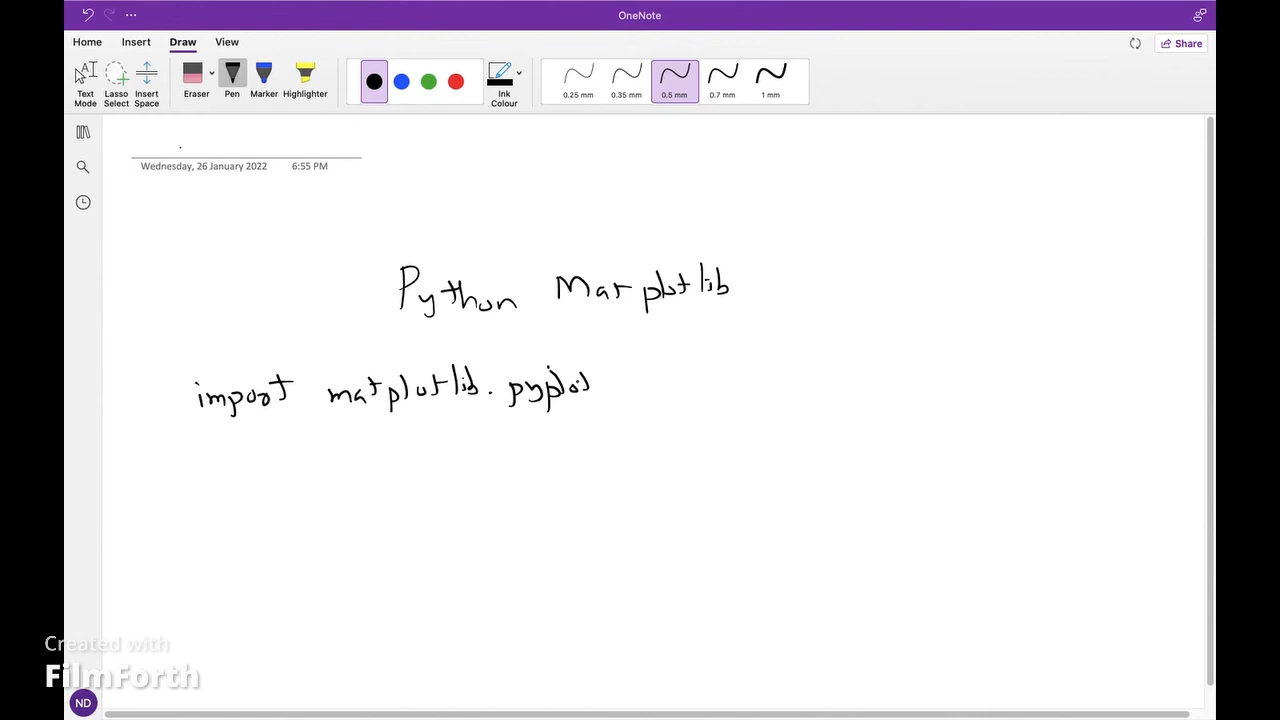 OneNote
Home Insert Draw View
Share
Text Mode
Lasso Select
Insert Space
Eraser
Pen
Marker
Highlighter
Ink Colour
0.25 mm
0.35 mm
0.5 mm
0.7 mm
1 mm
Wednesday, 26 January 2022 6:55 PM
Python Matplotlib
import matplotlib.pyplot
Created with
FilmForth
ND